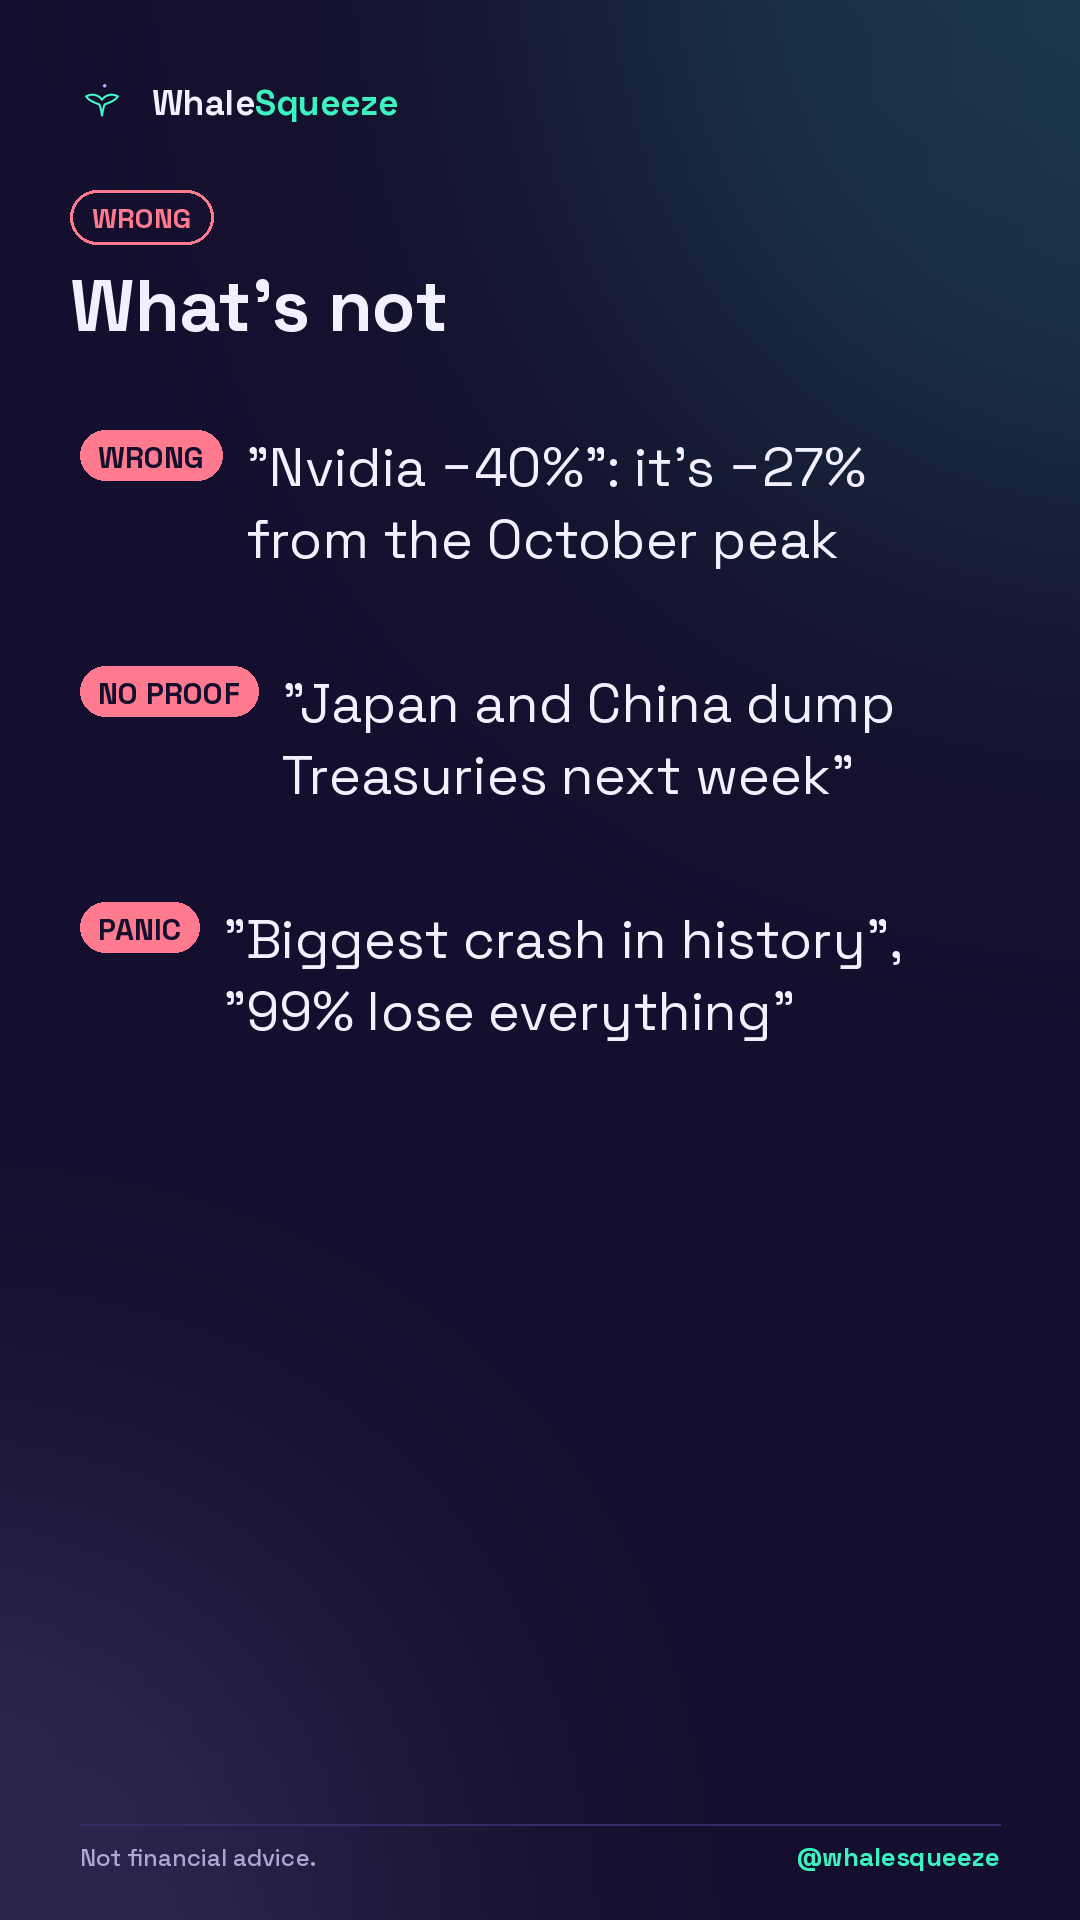 WhaleSqueeze
WRONG
What’s not
WRONG
”Nvidia −40%”: it’s −27%
from the October peak
NO PROOF
”Japan and China dump
Treasuries next week”
PANIC
”Biggest crash in history”,
”99% lose everything”
Not financial advice.
@whalesqueeze